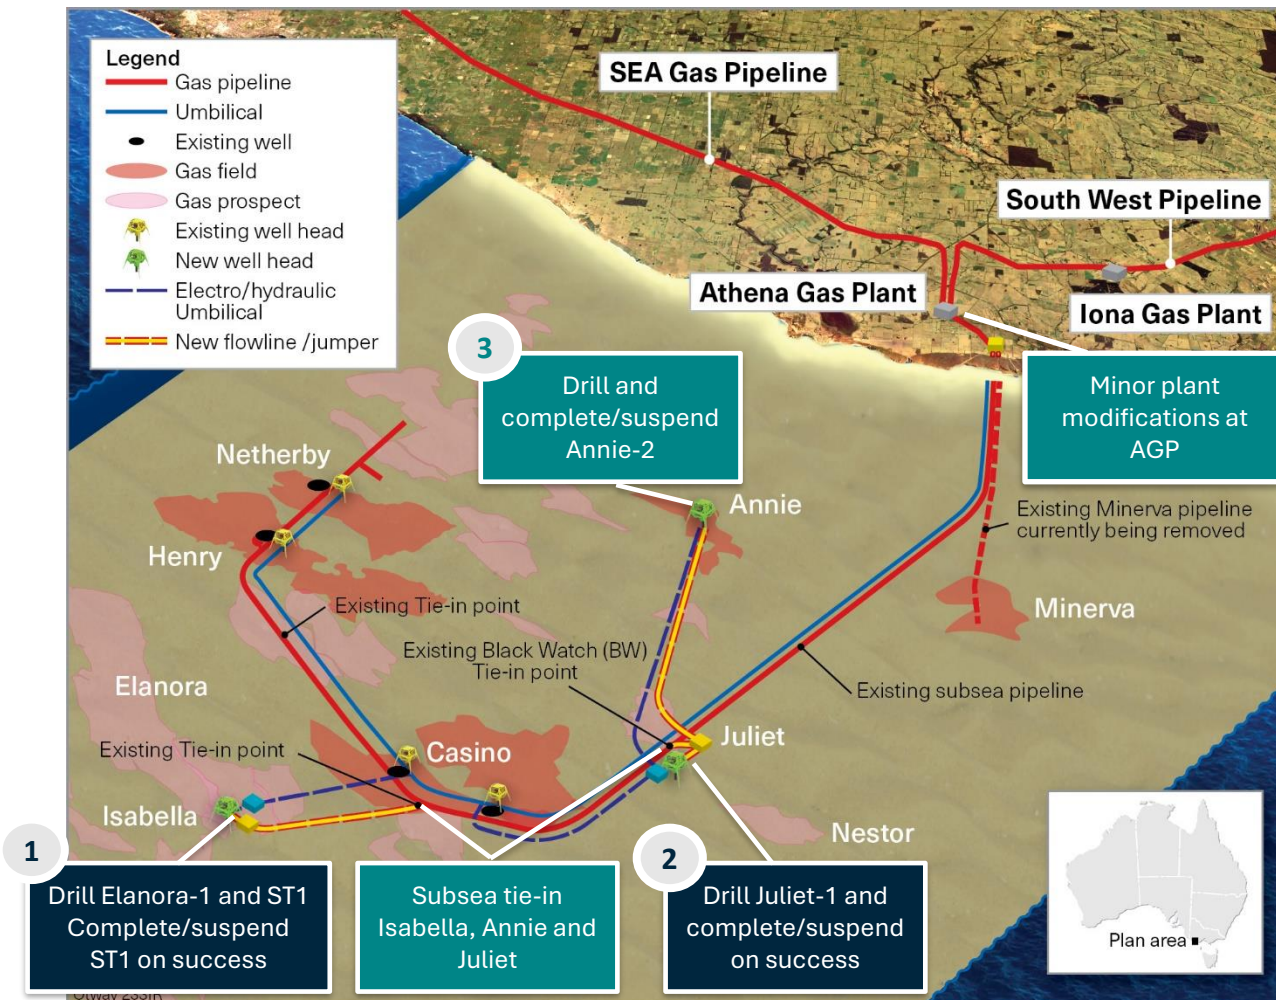 Legend
Gas pipeline
Umbilical
Existing well
Gas field
Gas prospect
Existing well head
New well head
Electro/hydraulic
Umbilical
New flowline /jumper
SEA Gas Pipeline
South West Pipeline
Athena Gas Plant
Iona Gas Plant
3
Drill and
complete/suspend
Annie-2
Minor plant
modifications at
AGP
Netherby
Annie
Existing Minerva pipeline
currently being removed
Henry
Existing Tie-in point
Minerva
Existing Black Watch (BW)
Tie-in point
Elanora
Existing subsea pipeline
Juliet
Existing Tie-in point
Casino
Isabella
Nestor
1
Drill Elanora-1 and ST1
Complete/suspend
ST1 on success
Subsea tie-in
Isabella, Annie and
Juliet
2
Drill Juliet-1 and
complete/suspend
on success
Plan area